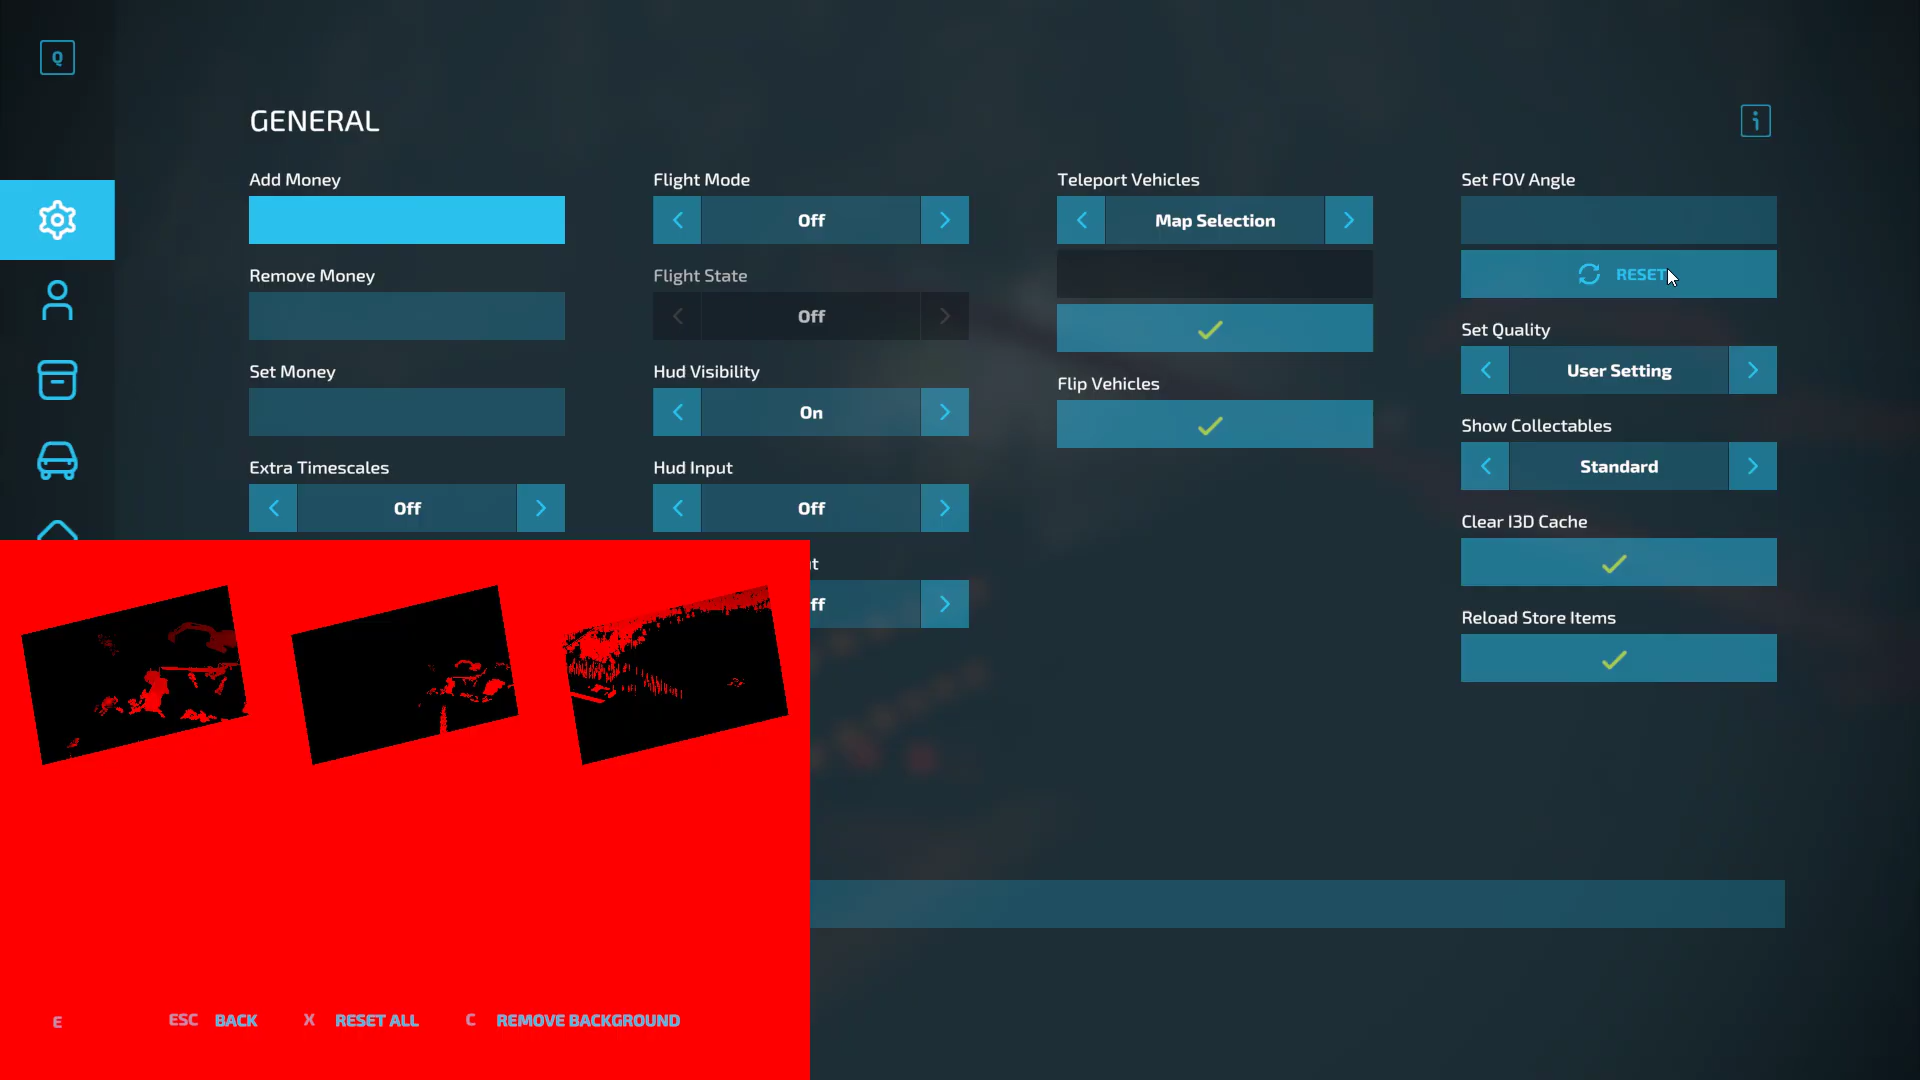 Q
GENERAL
Add Money
Flight Mode
Teleport Vehicles
Set FOV Angle
Off
Map Selection
RESET
Remove Money
Flight State
Off
Set Quality
User Setting
Set Money
Hud Visibility
Flip Vehicles
On
Show Collectables
Standard
Extra Timescales
Hud Input
Off
Off
Clear I3D Cache
Reload Store Items
E
ESC BACK
X RESET ALL
C REMOVE BACKGROUND